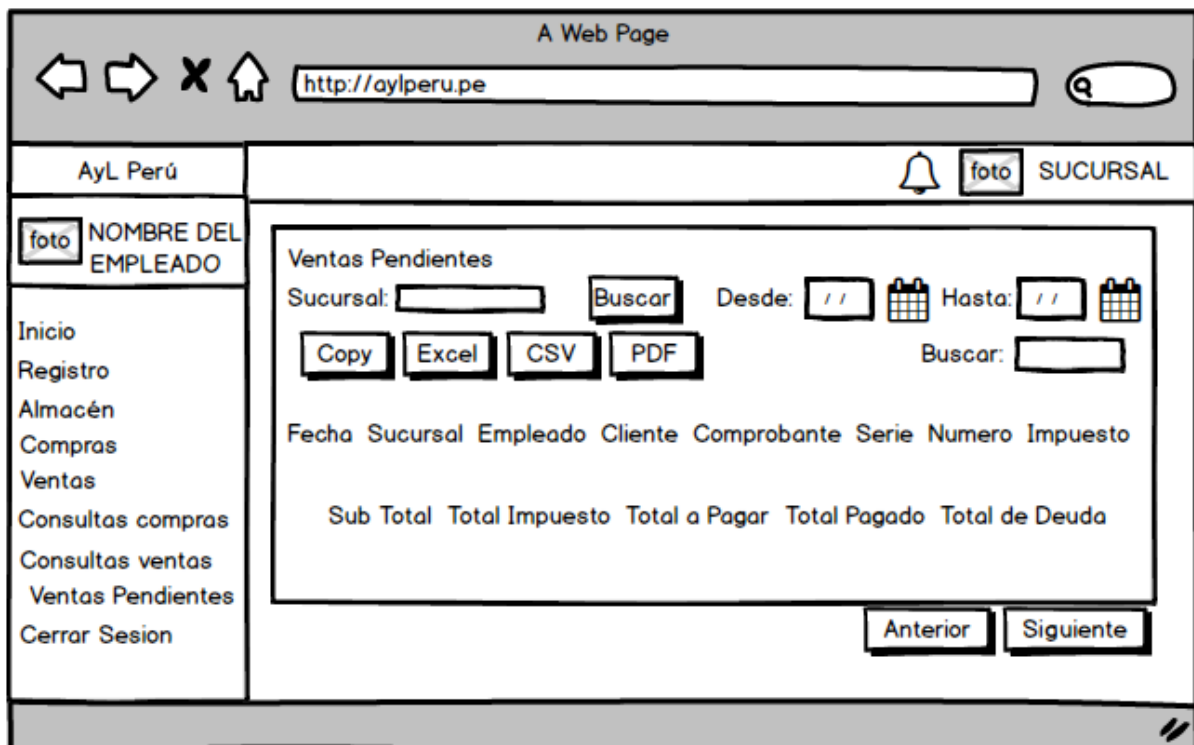 A Web Page
http://aylperu.pe
AyL Perú
foto SUCURSAL
foto NOMBRE DEL
EMPLEADO
Inicio
Registro
Almacén
Compras
Ventas
Consultas compras
Consultas ventas
Ventas Pendientes
Cerrar Sesion
Ventas Pendientes
Sucursal: Buscar Desde: / / Hasta: / /
Copy Excel CSV PDF Buscar:
Fecha Sucursal Empleado Cliente Comprobante Serie Numero Impuesto
Sub Total Total Impuesto Total a Pagar Total Pagado Total de Deuda
Anterior Siguiente